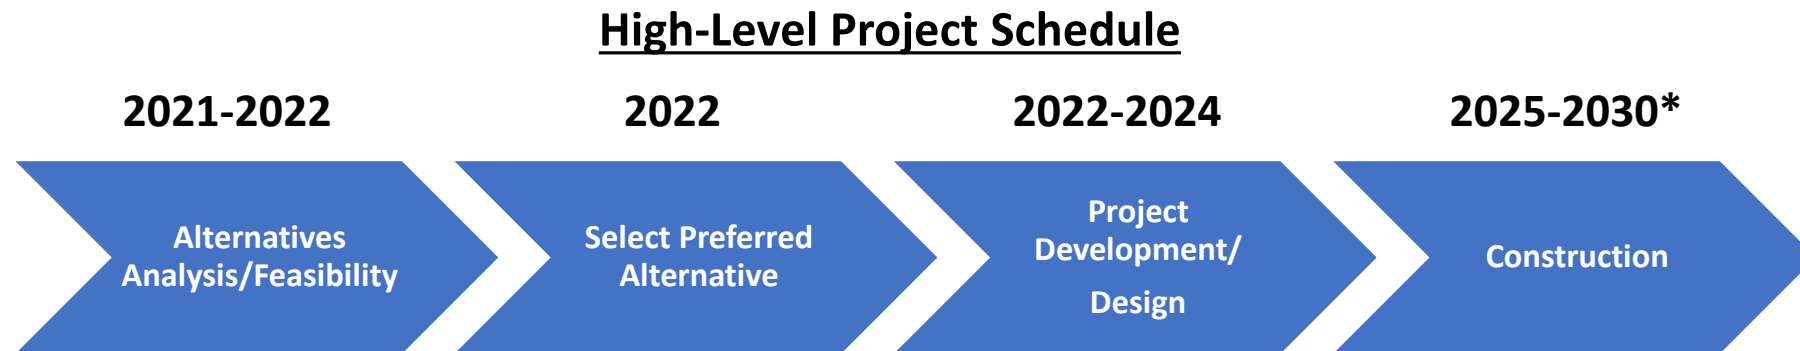 High-Level Project Schedule
2021-2022
2022
2022-2024
2025-2030*
Alternatives
Analysis/Feasibility
Select Preferred
Alternative
Project
Development/
Design
Construction